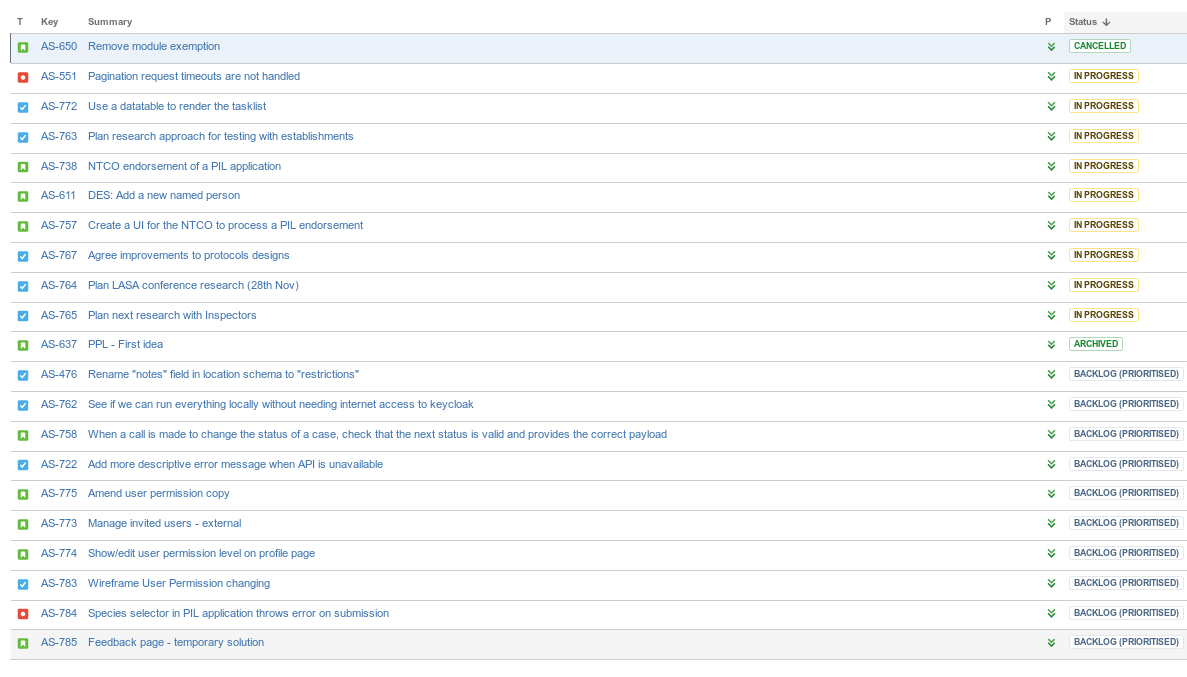 T Key Summary P Status
AS-650 Remove module exemption CANCELLED
AS-551 Pagination request timeouts are not handled IN PROGRESS
AS-772 Use a datatable to render the tasklist IN PROGRESS
AS-763 Plan research approach for testing with establishments IN PROGRESS
AS-738 NTCO endorsement of a PIL application IN PROGRESS
AS-611 DES: Add a new named person IN PROGRESS
AS-757 Create a UI for the NTCO to process a PIL endorsement IN PROGRESS
AS-767 Agree improvements to protocols designs IN PROGRESS
AS-764 Plan LASA conference research (28th Nov) IN PROGRESS
AS-765 Plan next research with Inspectors IN PROGRESS
AS-637 PPL - First idea ARCHIVED
AS-476 Rename "notes" field in location schema to "restrictions" BACKLOG (PRIORITISED)
AS-762 See if we can run everything locally without needing internet access to keycloak BACKLOG (PRIORITISED)
AS-758 When a call is made to change the status of a case, check that the next status is valid and provides the correct payload BACKLOG (PRIORITISED)
AS-722 Add more descriptive error message when API is unavailable BACKLOG (PRIORITISED)
AS-775 Amend user permission copy BACKLOG (PRIORITISED)
AS-773 Manage invited users - external BACKLOG (PRIORITISED)
AS-774 Show/edit user permission level on profile page BACKLOG (PRIORITISED)
AS-783 Wireframe User Permission changing BACKLOG (PRIORITISED)
AS-784 Species selector in PIL application throws error on submission BACKLOG (PRIORITISED)
AS-785 Feedback page - temporary solution BACKLOG (PRIORITISED)